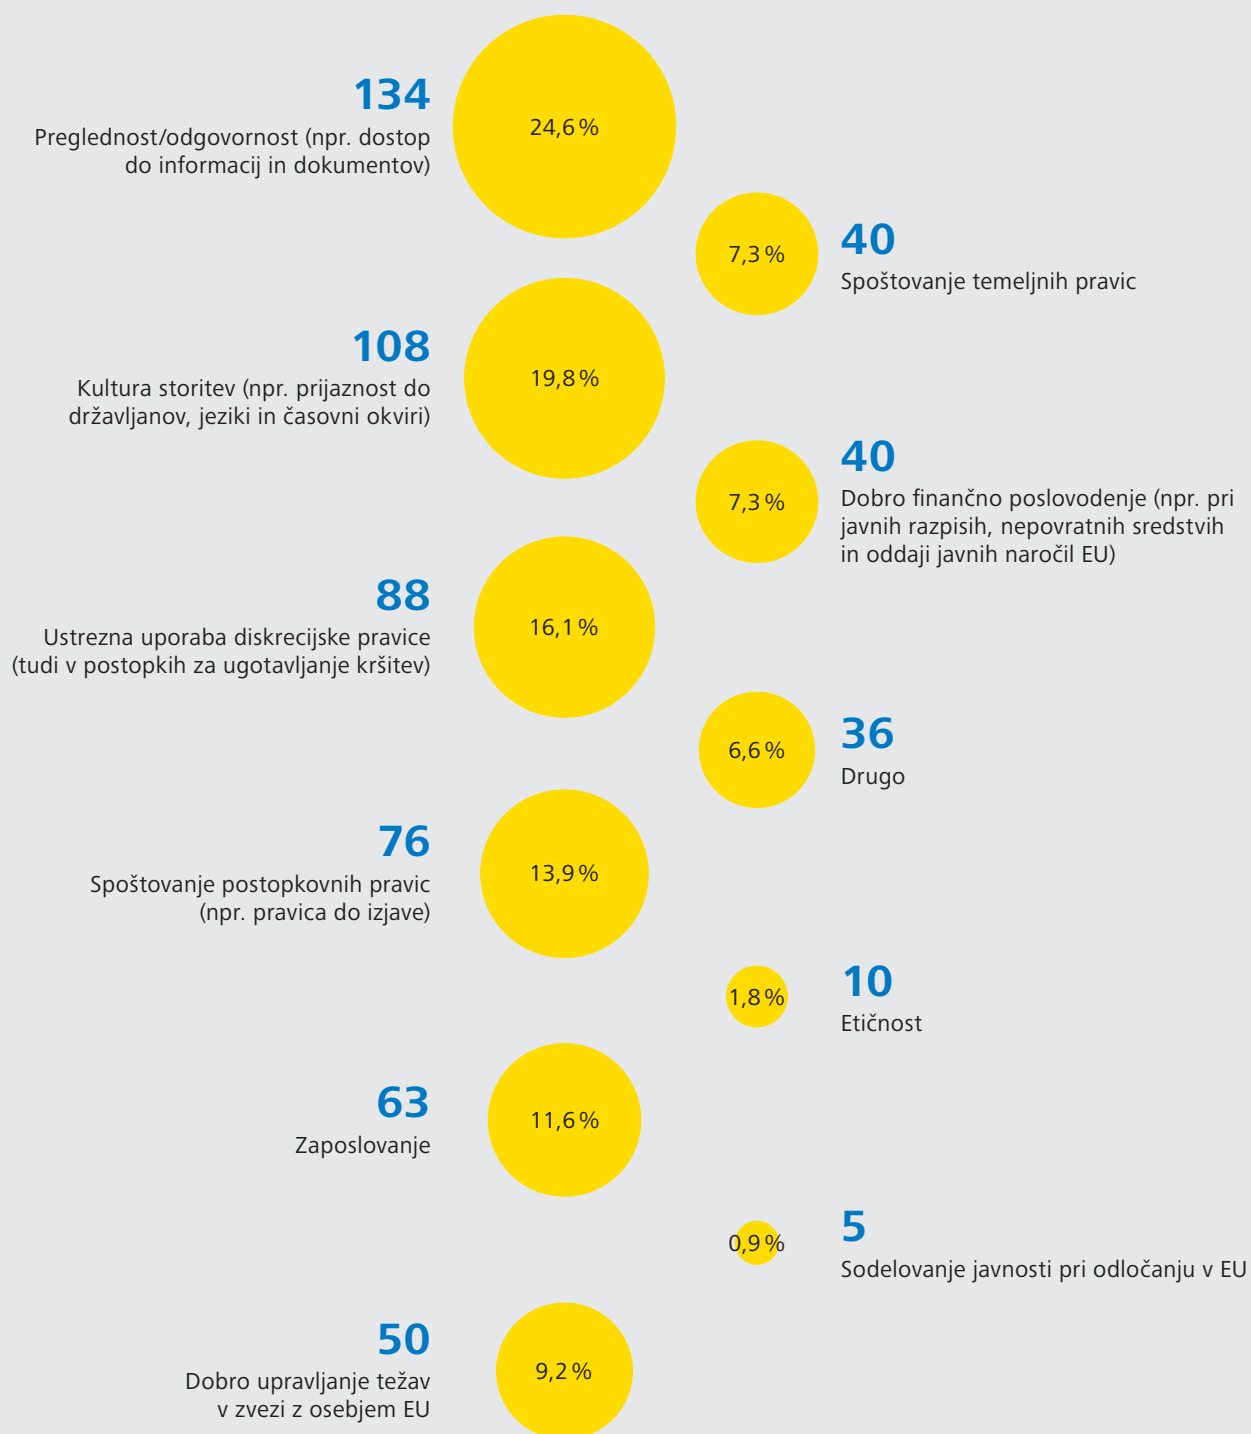 134
Preglednost/odgovornost (npr. dostop
do informacij in dokumentov)
24,6 %
7,3 %
40
Spoštovanje temeljnih pravic
108
Kultura storitev (npr. prijaznost do
državljanov, jeziki in časovni okviri)
19,8 %
7,3 %
40
Dobro finančno poslovodenje (npr. pri
javnih razpisih, nepovratnih sredstvih
in oddaji javnih naročil EU)
88
Ustrezna uporaba diskrecijske pravice
(tudi v postopkih za ugotavljanje kršitev)
16,1 %
6,6 %
36
Drugo
76
Spoštovanje postopkovnih pravic
(npr. pravica do izjave)
13,9 %
1,8 %
10
Etičnost
63
Zaposlovanje
11,6 %
0,9 %
5
Sodelovanje javnosti pri odločanju v EU
50
Dobro upravljanje težav
v zvezi z osebjem EU
9,2 %